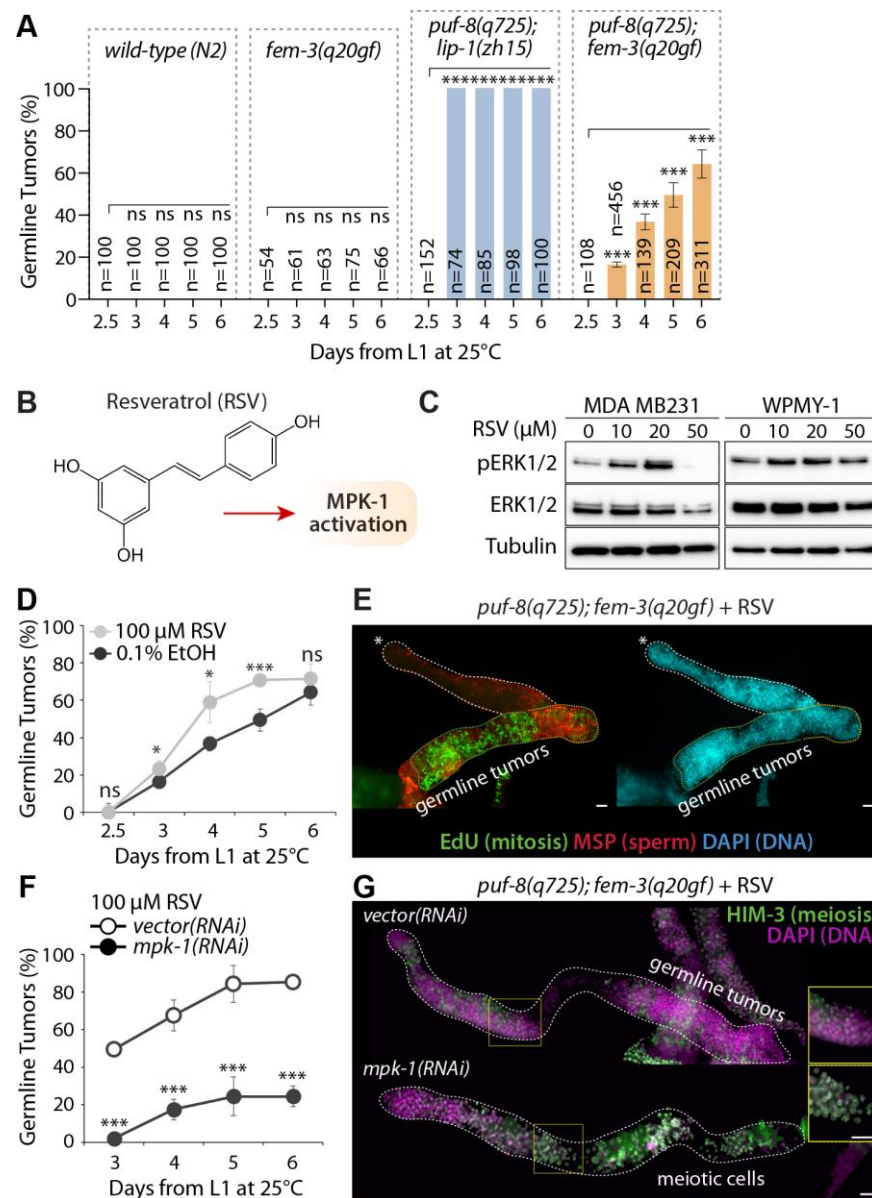 A
wild-type (N2)
fem-3(q20gf)
puf-8(q725);
lip-1(zh15)
puf-8(q725);
fem-3(q20gf)
Germline Tumors (%)
100
80
60
40
20
0
ns ns ns ns
n=100 n=100 n=100 n=100 n=100
2.5 3 4 5 6
ns ns ns ns
n=54 n=61 n=63 n=75 n=66
2.5 3 4 5 6
*** *** *** ***
n=152 n=74 n=85 n=98 n=100
2.5 3 4 5 6
*** *** *** ***
n=108 n=456 n=139 n=209 n=311
2.5 3 4 5 6
Days from L1 at 25°C
B
Resveratrol (RSV)
OH
HO
OH
MPK-1
activation
C
MDA MB231 WPMY-1
RSV (μM) 0 10 20 50 0 10 20 50
pERK1/2
ERK1/2
Tubulin
D
Germline Tumors (%)
100
80
60
40
20
0
100 μM RSV
0.1% EtOH
ns * * *** ns
2.5 3 4 5 6
Days from L1 at 25°C
E
puf-8(q725); fem-3(q20gf) + RSV
* *
germline tumors
germline tumors
EdU (mitosis) MSP (sperm) DAPI (DNA)
F
100 μM RSV
vector(RNAi)
mpk-1(RNAi)
Germline Tumors (%)
100
80
60
40
20
0
*** *** *** ***
3 4 5 6
Days from L1 at 25°C
G
puf-8(q725); fem-3(q20gf) + RSV
vector(RNAi)
HIM-3 (meiosis
DAPI (DNA
germline tumors
mpk-1(RNAi)
meiotic cells